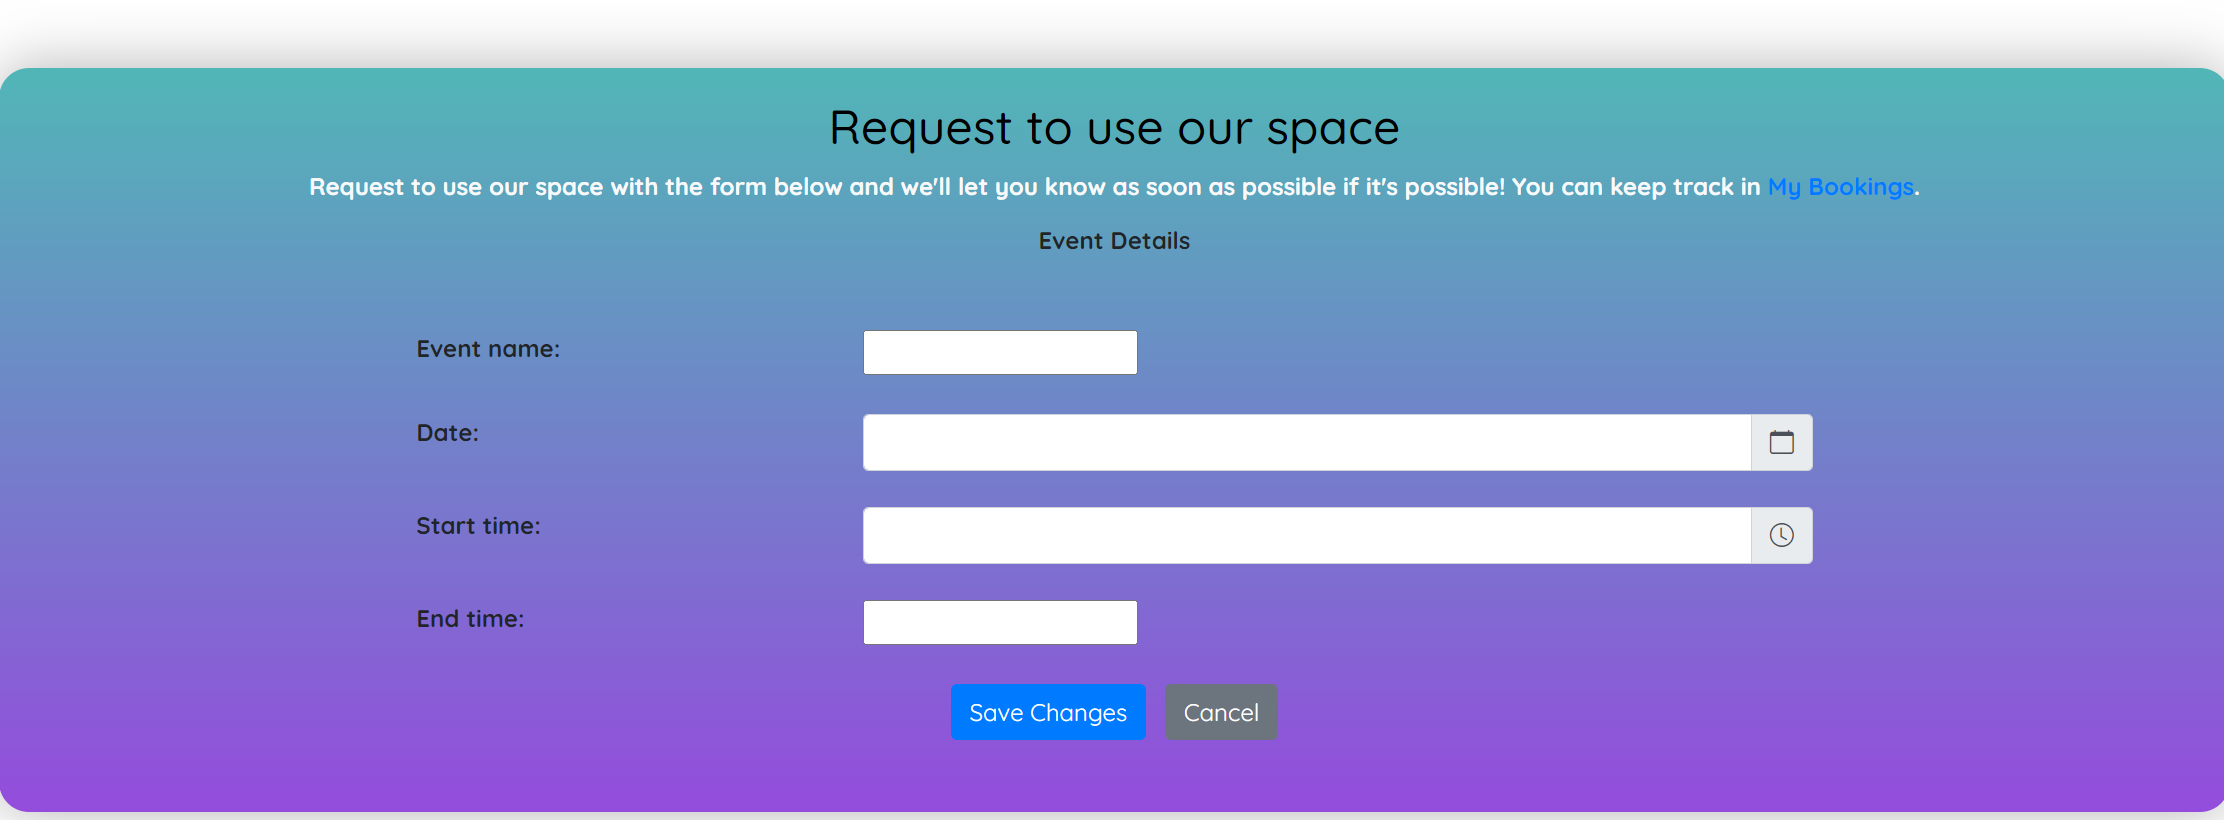 Request to use our space
Request to use our space with the form below and we'll let you know as soon as possible if it's possible! You can keep track in My Bookings.
Event Details
Event name:
Date:
Start time:
End time:
Save Changes Cancel